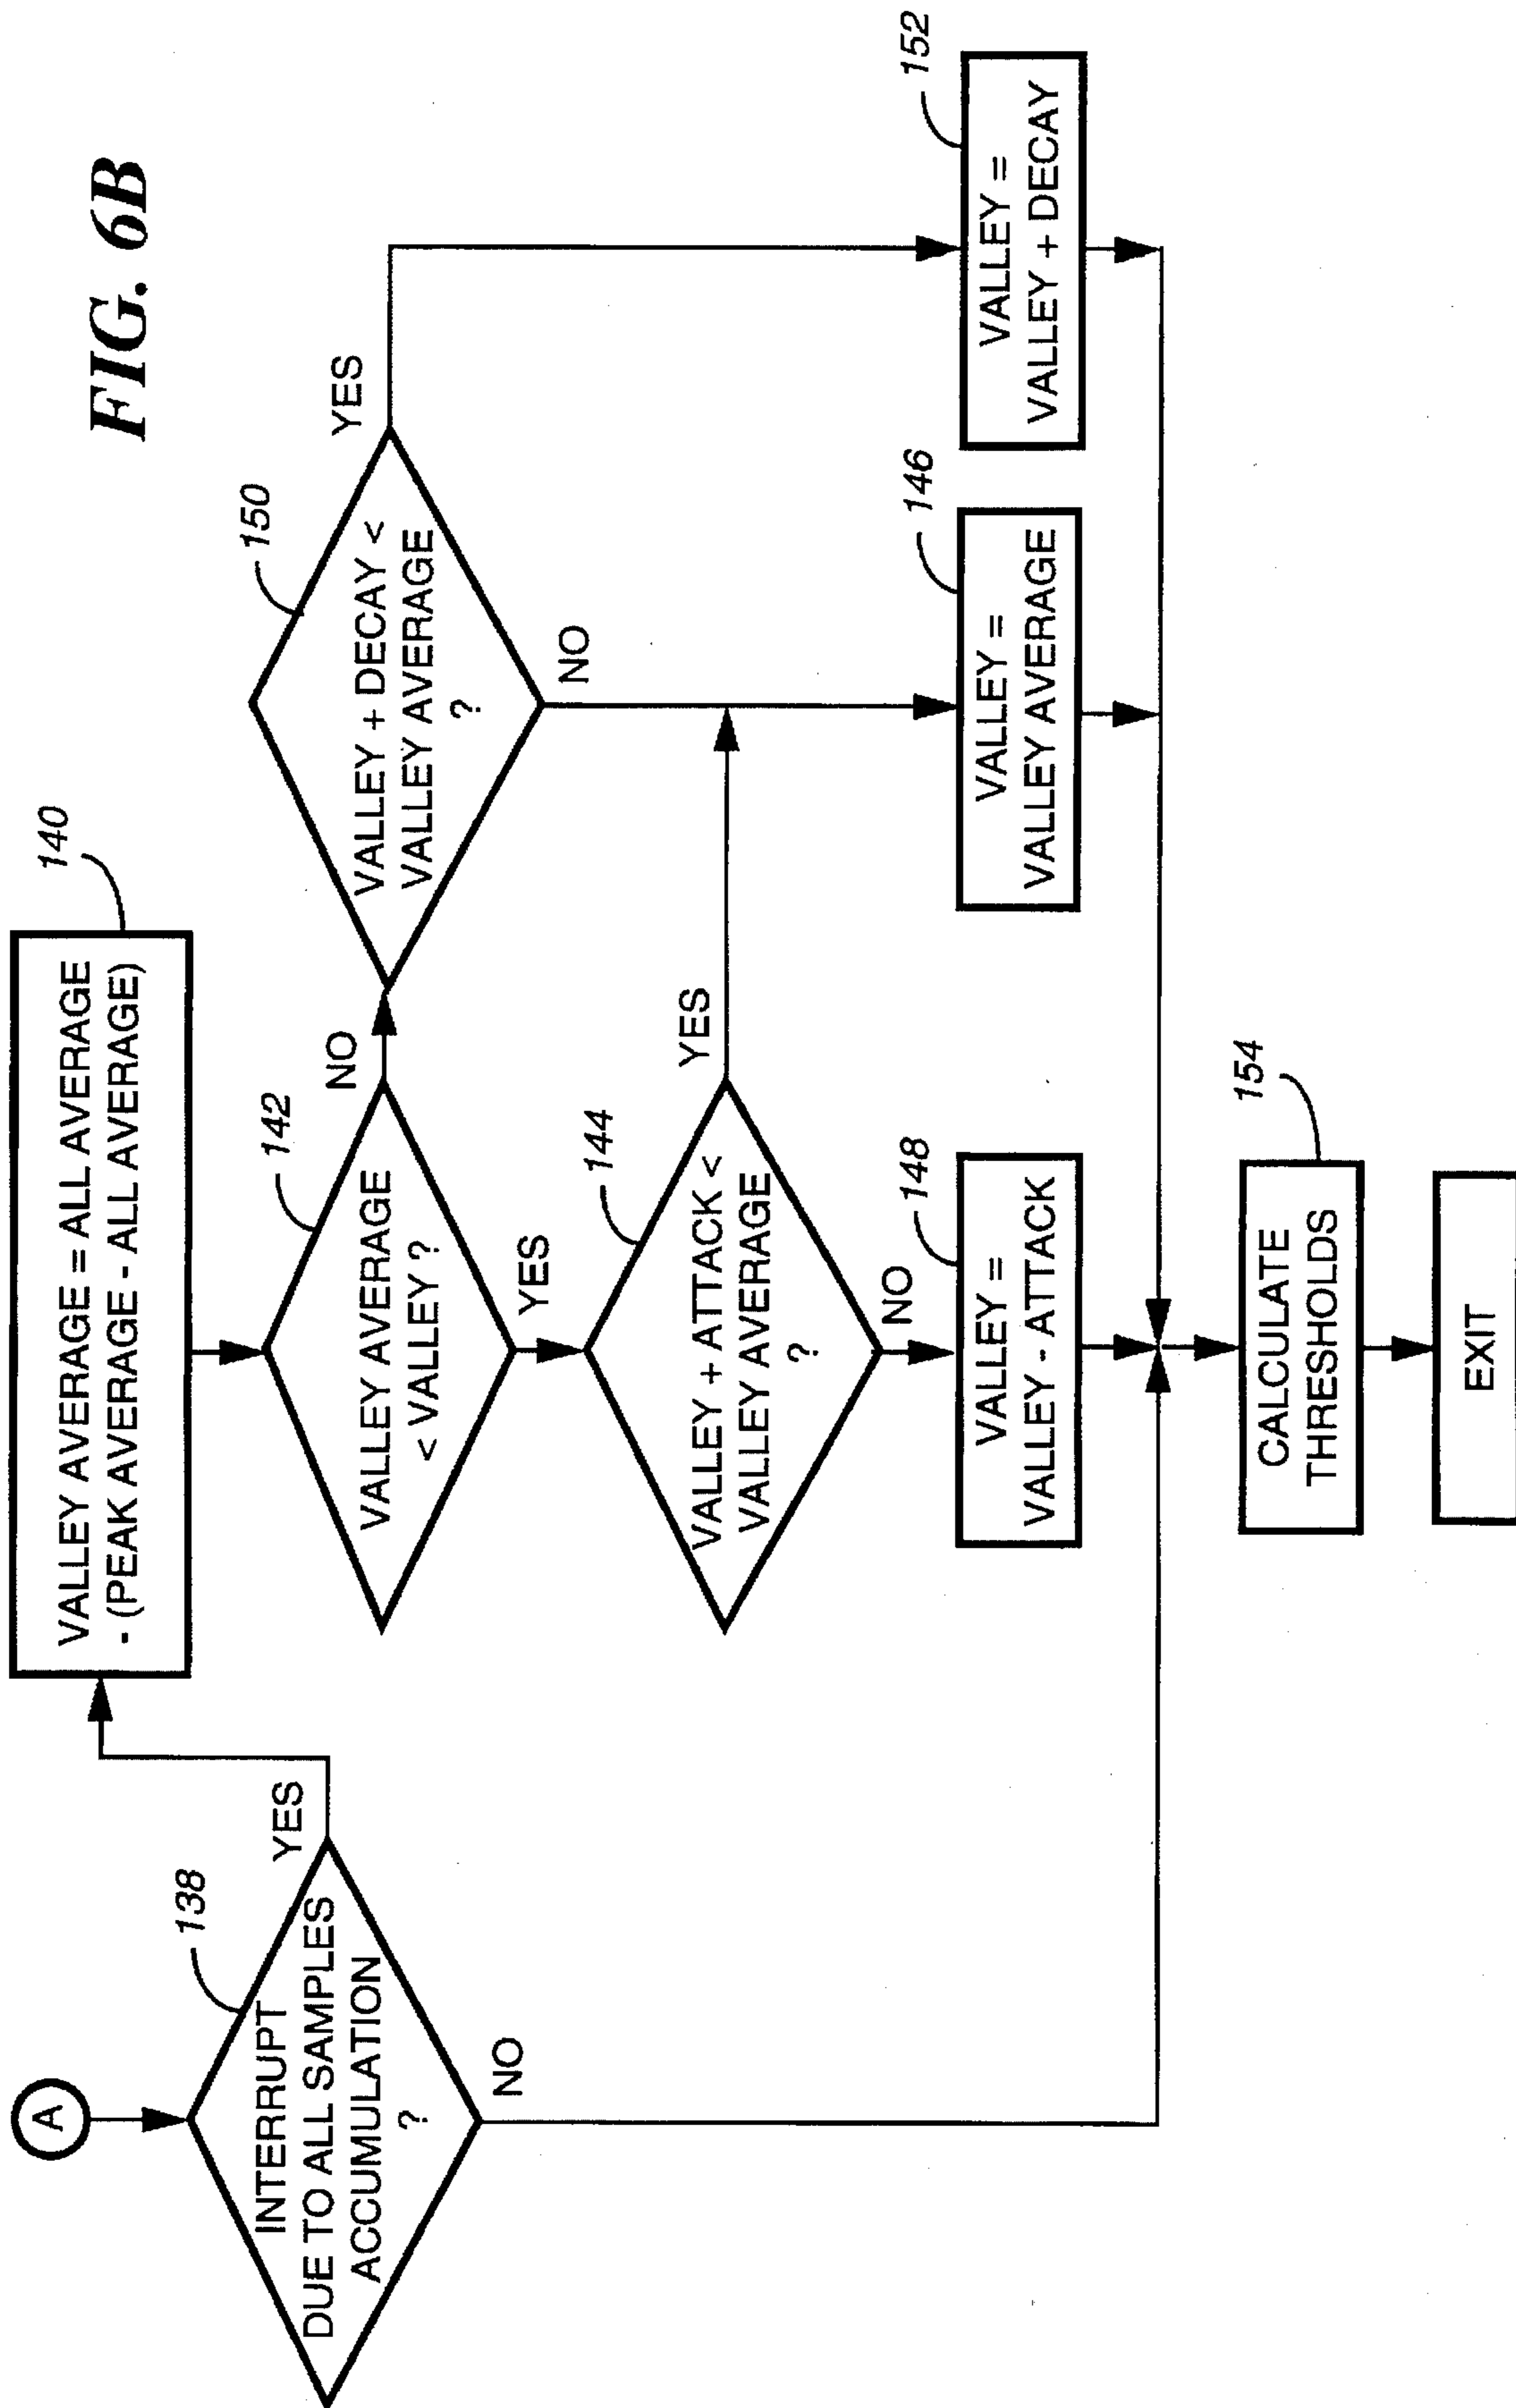 FIG. 6B
A
138
INTERRUPT
DUE TO ALL SAMPLES
ACCUMULATION
?
YES
NO
140
VALLEY AVERAGE = ALL AVERAGE
- (PEAK AVERAGE - ALL AVERAGE)
142
VALLEY AVERAGE
< VALLEY ?
NO
YES
150
VALLEY + DECAY <
VALLEY AVERAGE
?
YES
NO
144
VALLEY + ATTACK <
VALLEY AVERAGE
?
YES
NO
148
VALLEY =
VALLEY - ATTACK
146
VALLEY =
VALLEY AVERAGE
152
VALLEY =
VALLEY + DECAY
154
CALCULATE
THRESHOLDS
EXIT